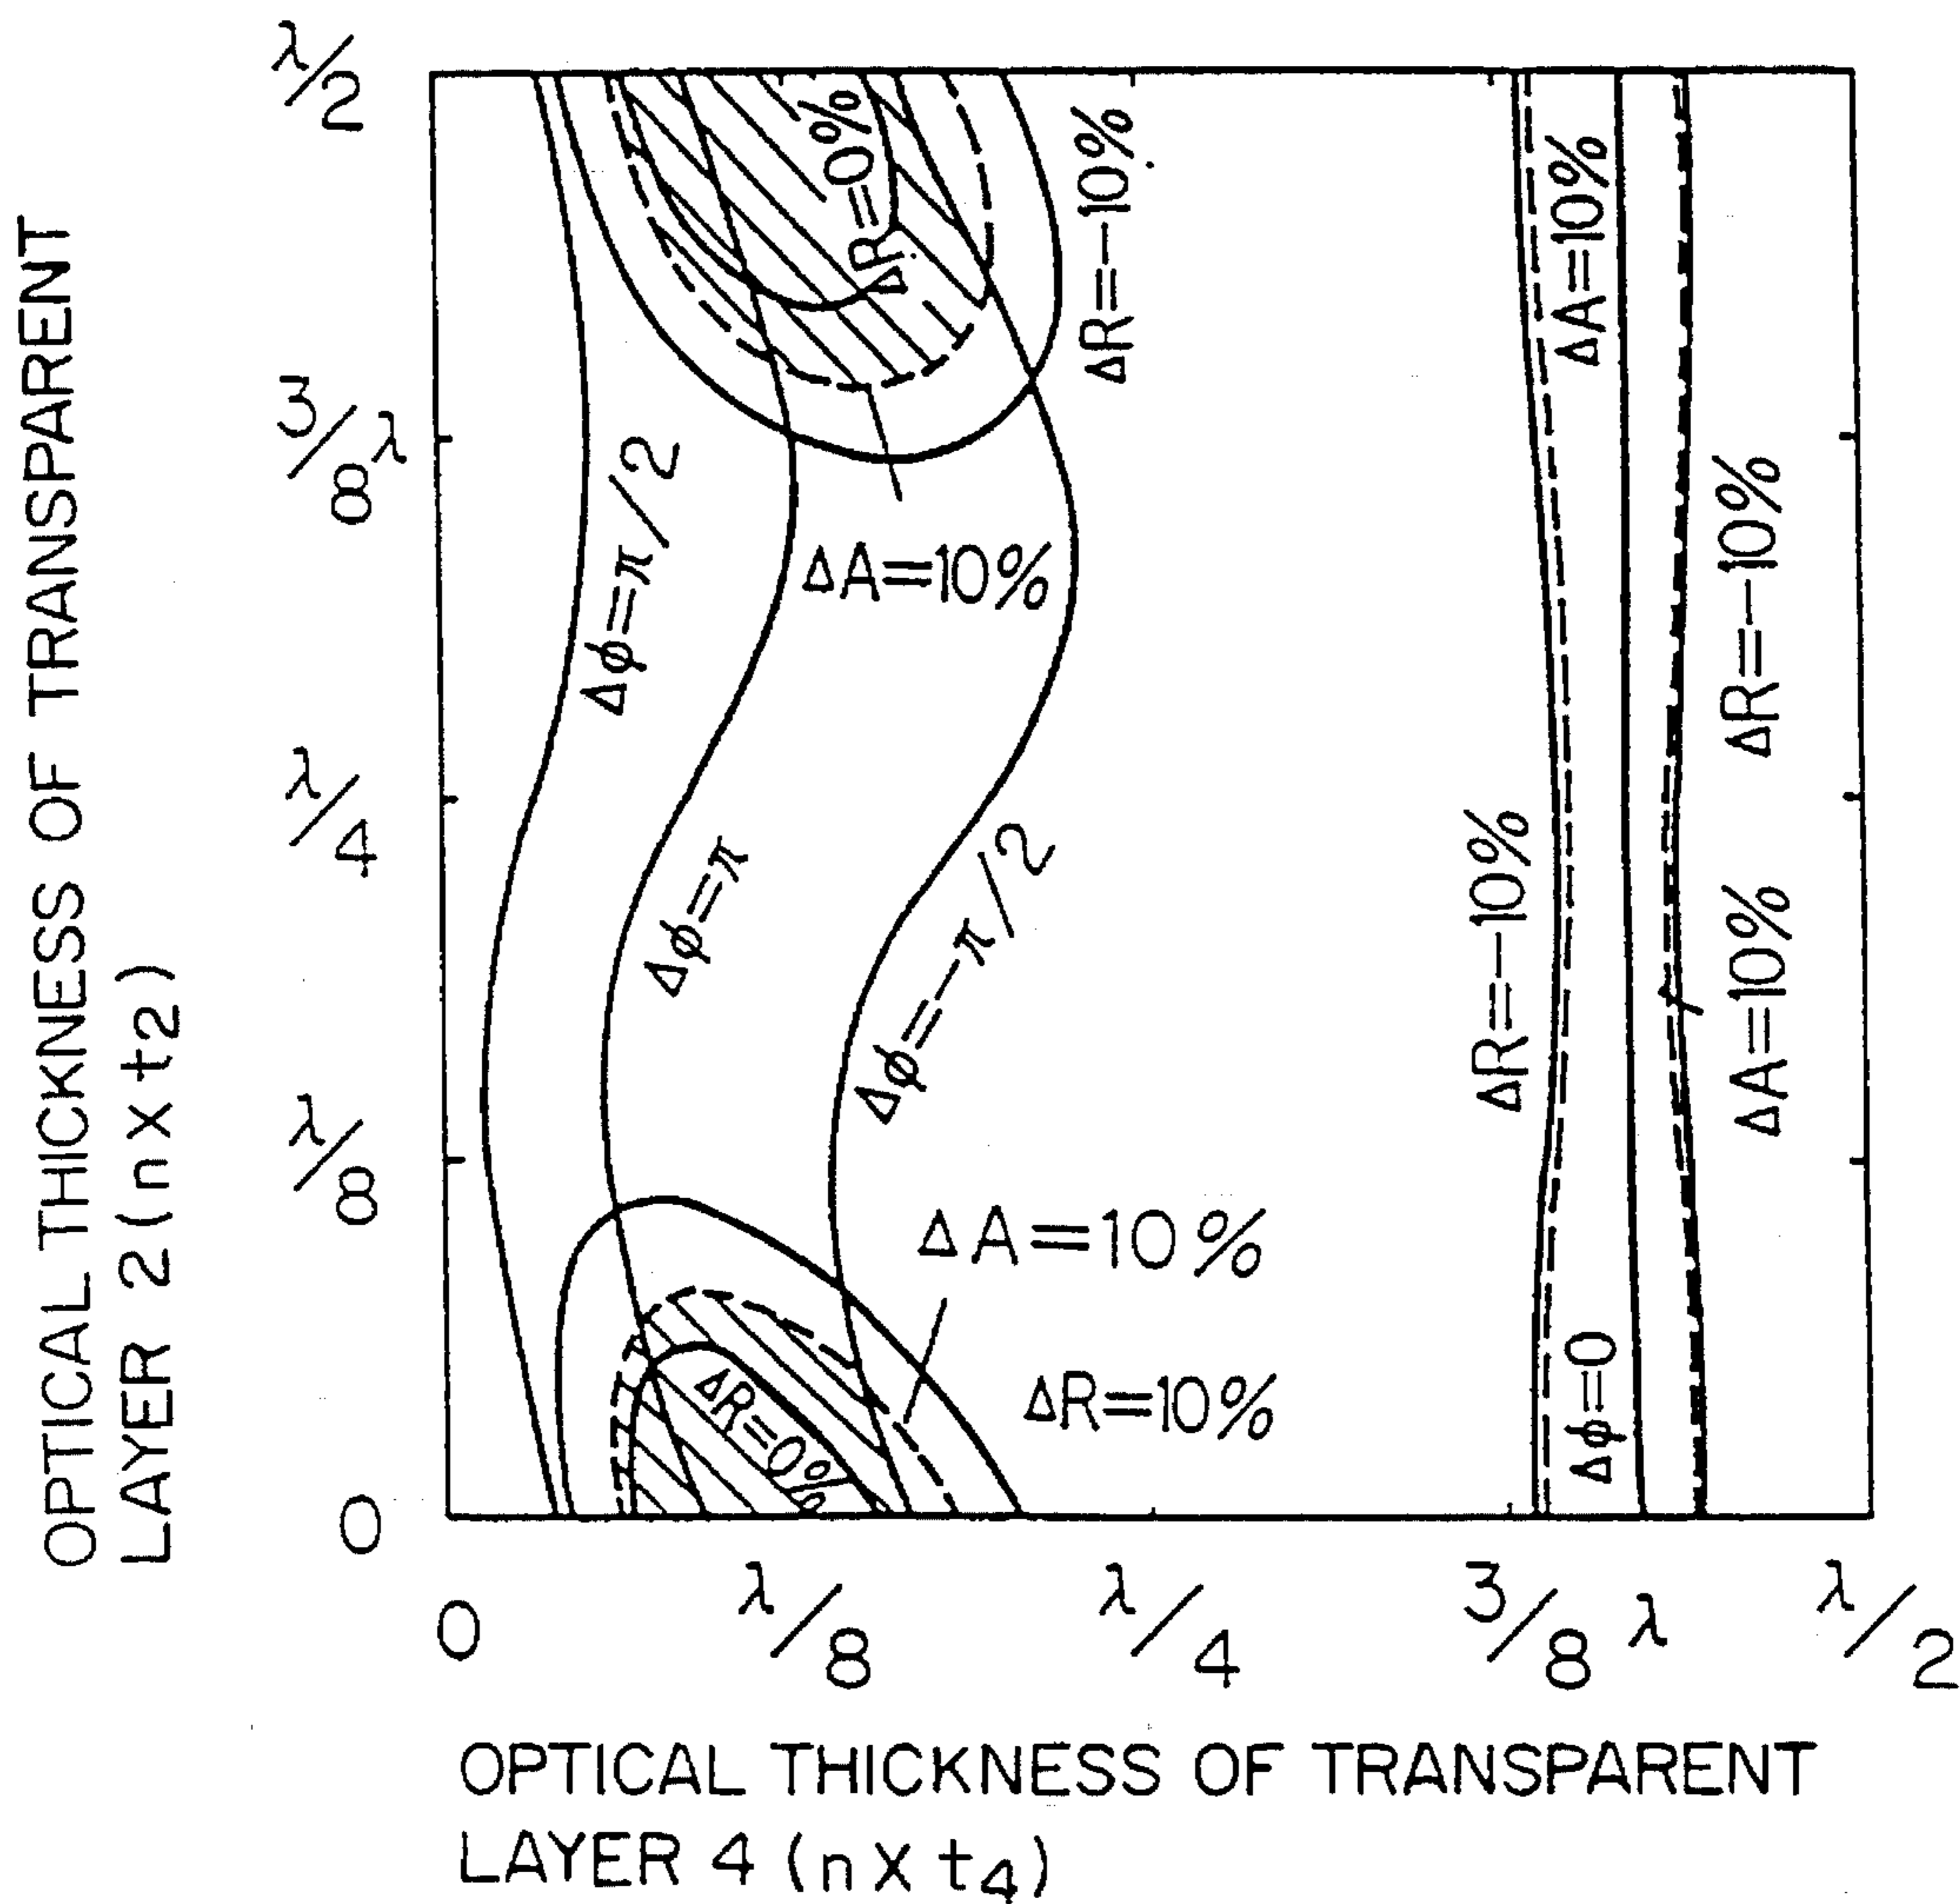 OPTICAL THICKNESS OF TRANSPARENT
LAYER 2 (n x t2)
λ/2
3/8 λ
λ/4
λ/8
0
ΔR=0%
ΔR=-10%
ΔA=10%
Δφ=π/2
ΔA=10%
ΔR=-10%
Δφ=π
Δφ=-π/2
ΔR=-10%
ΔA=10%
ΔA=10%
ΔR=10%
ΔR=0%
Δφ=0
0
λ/8
λ/4
3/8 λ
λ/2
OPTICAL THICKNESS OF TRANSPARENT
LAYER 4 (n x t4)